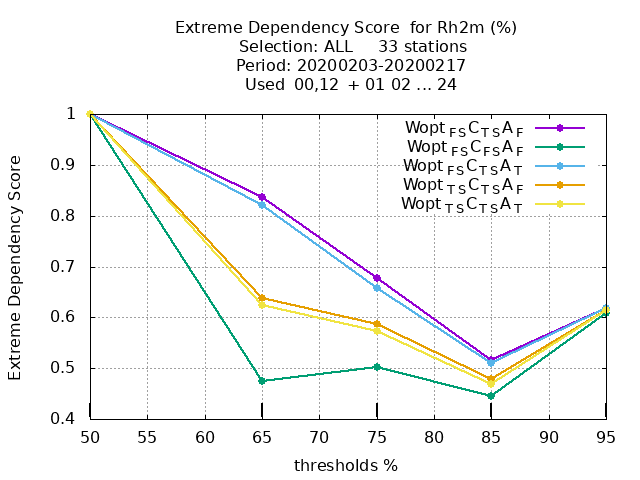 Extreme Dependency Score  for Rh2m (%)
Selection: ALL     33 stations
Period: 20200203-20200217
Used  00,12  + 01 02 ... 24
Extreme Dependency Score
1
0.9
0.8
0.7
0.6
0.5
0.4
Wopt FS C TS A F
Wopt FS C FS A F
Wopt FS C TS A T
Wopt TS C TS A F
Wopt TS C TS A T
50 55 60 65 70 75 80 85 90 95
thresholds %